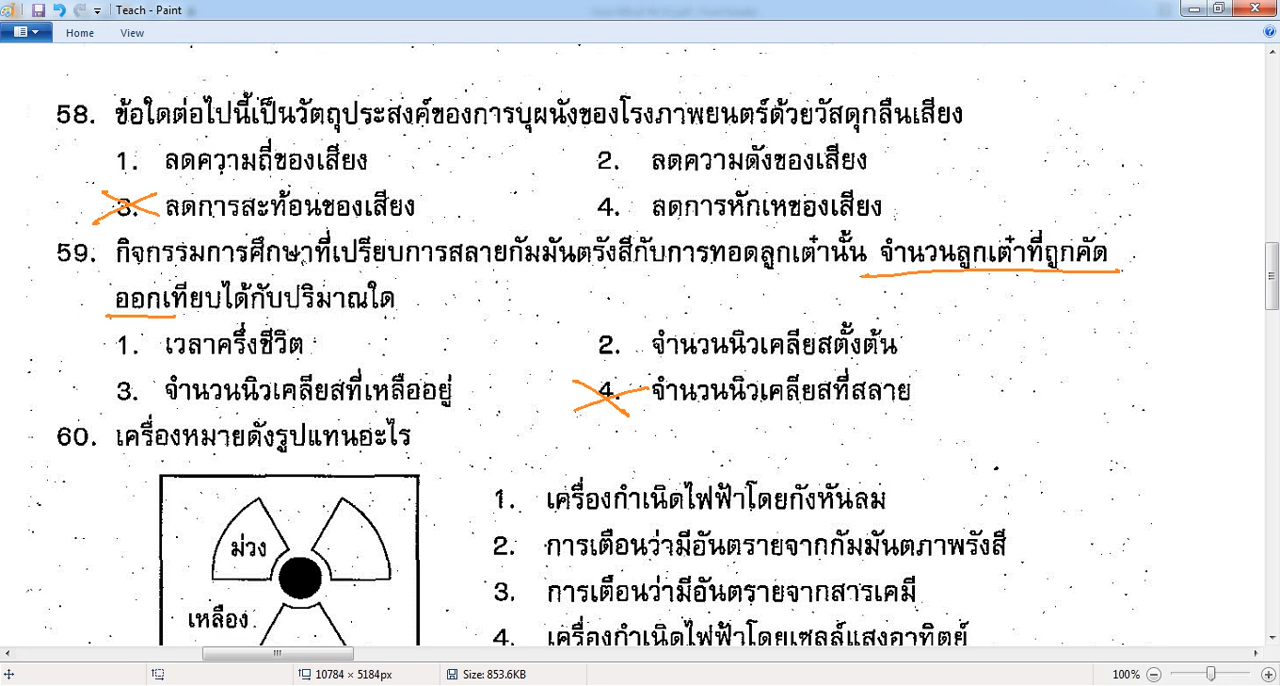 Teach - Paint
Home View
58. ข้อใดต่อไปนี้เป็นวัตถุประสงค์ของการบุผนังของโรงภาพยนตร์ด้วยวัสดุกลืนเสียง
1. ลดความถี่ของเสียง 2. ลดความดังของเสียง
3. ลดการสะท้อนของเสียง 4. ลดการหักเหของเสียง
59. กิจกรรมการศึกษาที่เปรียบการสลายกัมมันตรังสีกับการทอดลูกเต๋านั้น จำนวนลูกเต๋าที่ถูกคัด
ออกเทียบได้กับปริมาณใด
1. เวลาครึ่งชีวิต 2. จำนวนนิวเคลียสตั้งต้น
3. จำนวนนิวเคลียสที่เหลืออยู่ 4. จำนวนนิวเคลียสที่สลาย
60. เครื่องหมายดังรูปแทนอะไร
ม่วง
เหลือง
1. เครื่องกำเนิดไฟฟ้าโดยกังหันลม
2. การเตือนว่ามีอันตรายจากกัมมันตภาพรังสี
3. การเตือนว่ามีอันตรายจากสารเคมี
4. เครื่องกำเนิดไฟฟ้าโดยเซลล์แสงอาทิตย์
10784 × 5184px Size: 853.6KB 100%